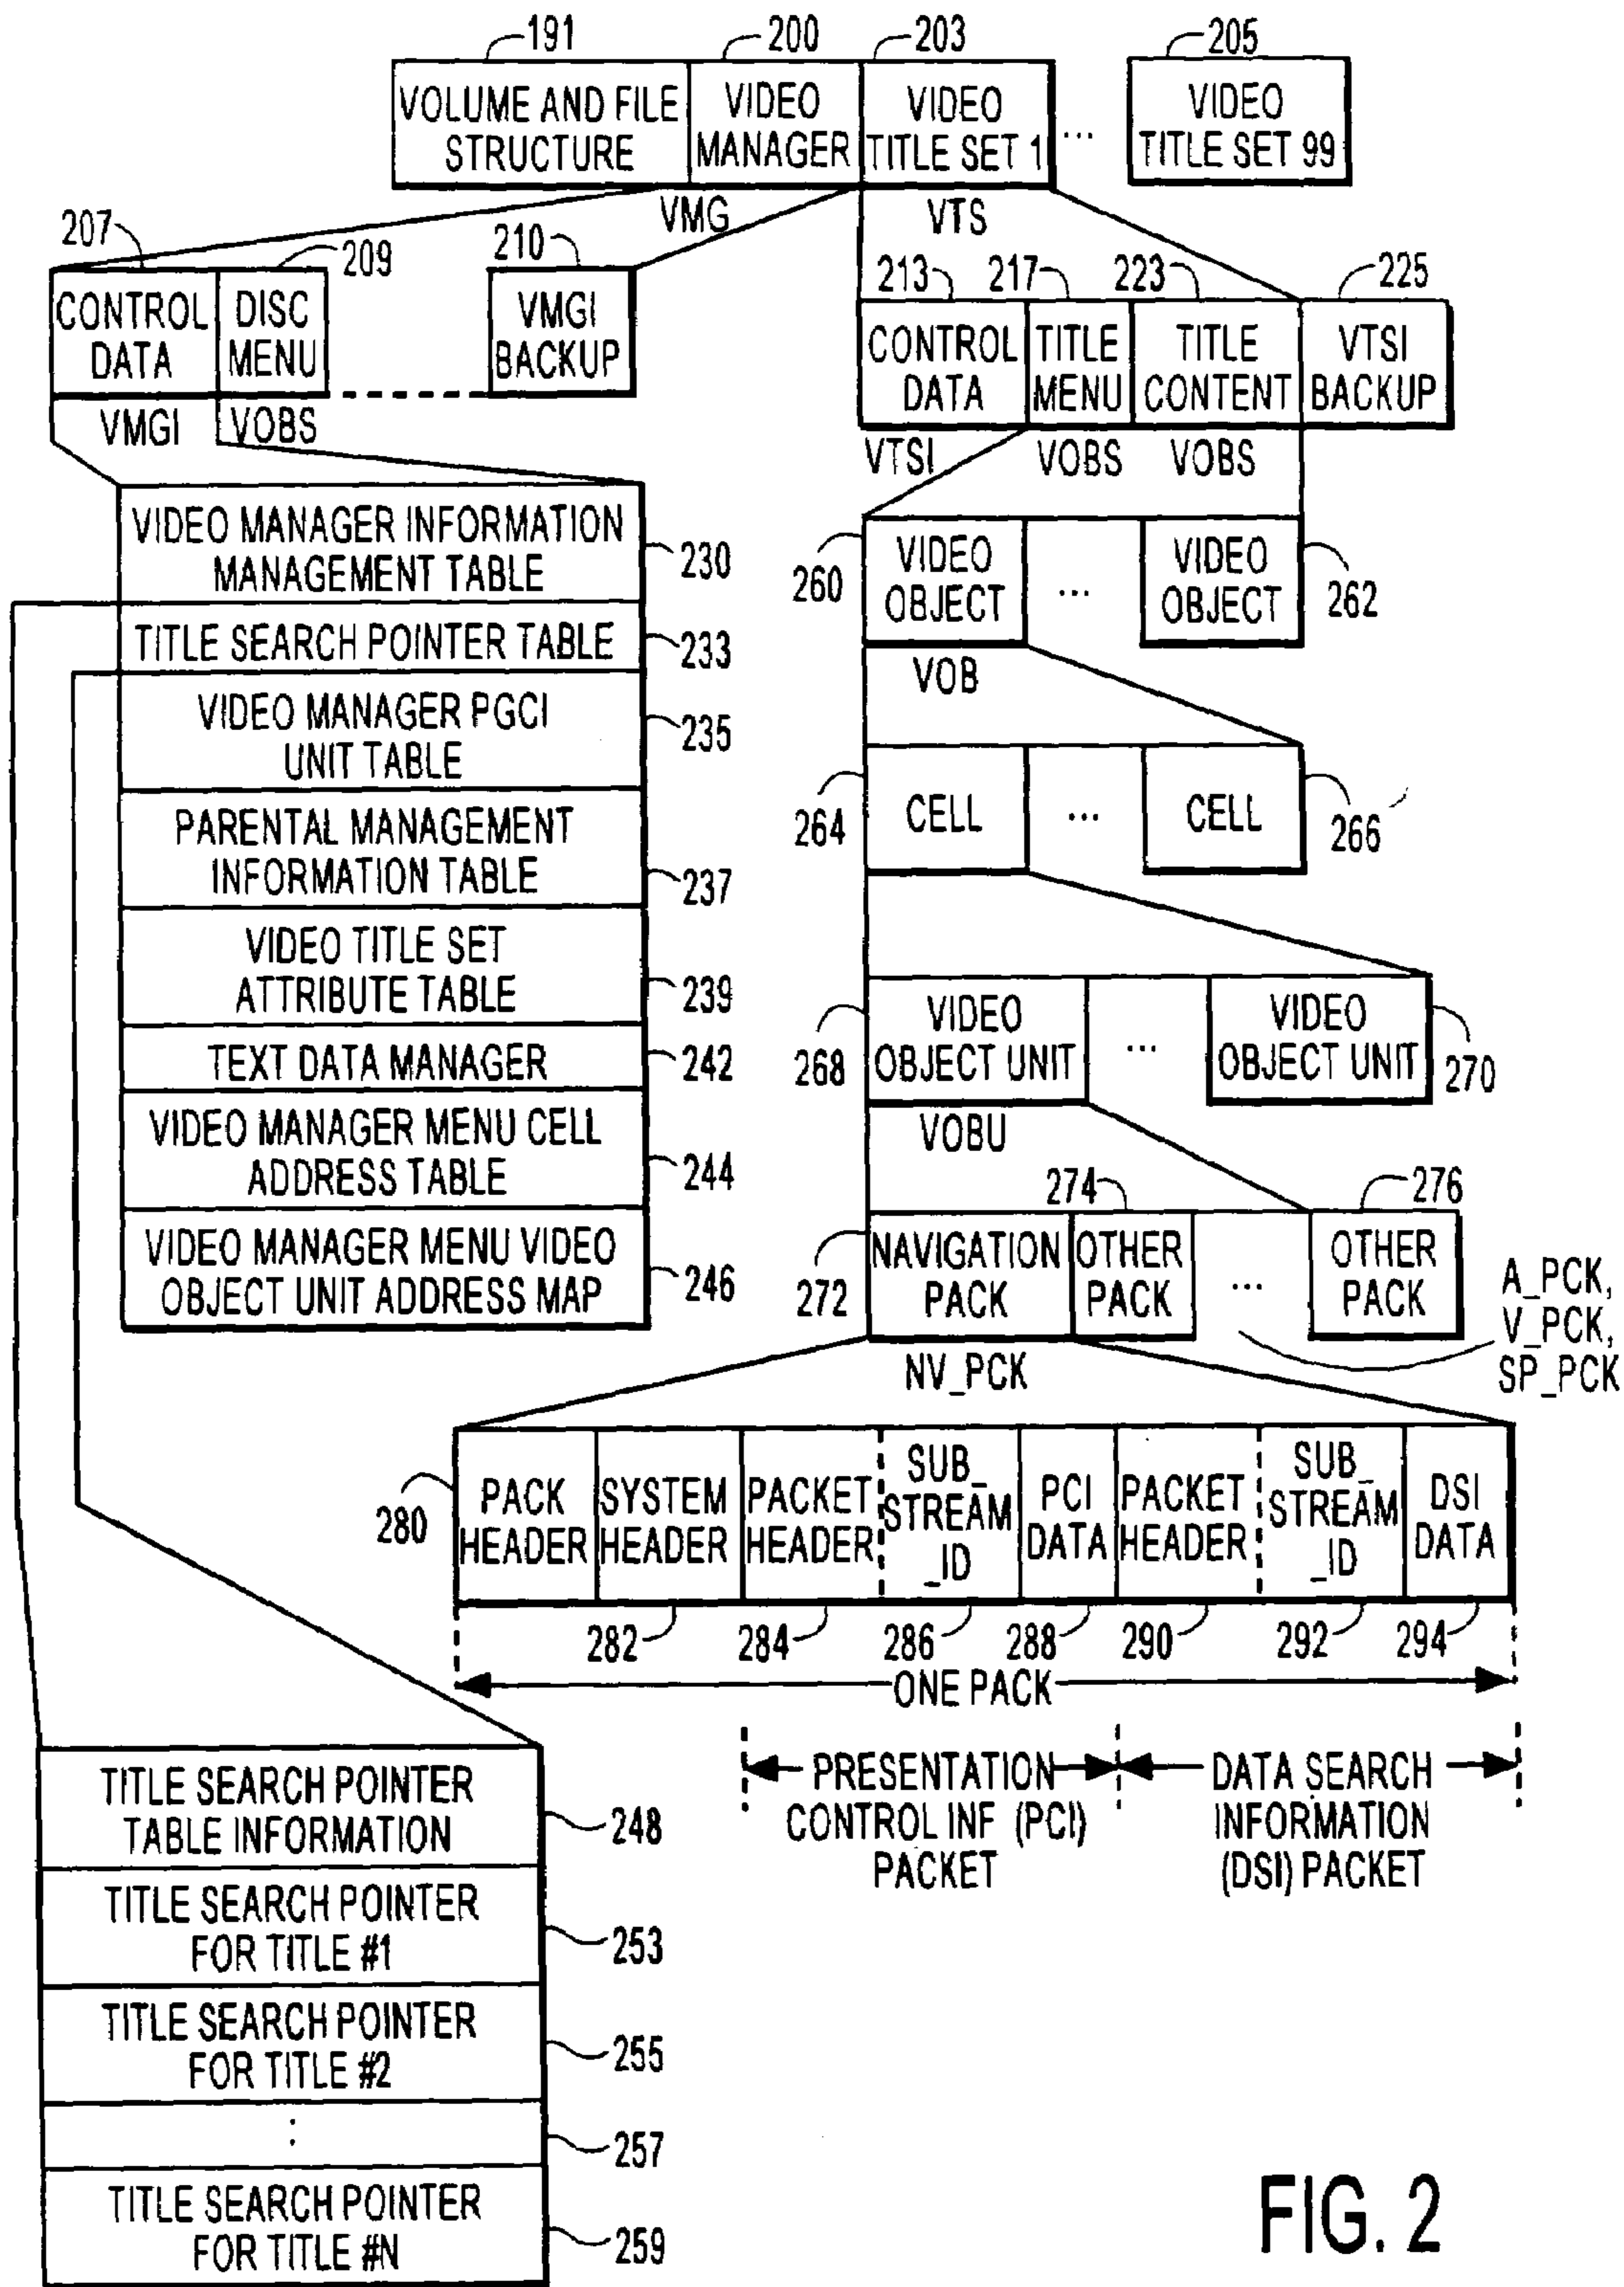 191
200
203
205
VOLUME AND FILE
STRUCTURE
VIDEO
MANAGER
VIDEO
TITLE SET 1
...
VIDEO
TITLE SET 99
VMG
VTS
207
209
210
CONTROL
DATA
DISC
MENU
VMGI
BACKUP
VMGI
VOBS
213
217
223
225
CONTROL
DATA
TITLE
MENU
TITLE
CONTENT
VTSI
BACKUP
VTSI
VOBS
VOBS
VIDEO MANAGER INFORMATION
MANAGEMENT TABLE
230
TITLE SEARCH POINTER TABLE
233
VIDEO MANAGER PGCI
UNIT TABLE
235
PARENTAL MANAGEMENT
INFORMATION TABLE
237
VIDEO TITLE SET
ATTRIBUTE TABLE
239
TEXT DATA MANAGER
242
VIDEO MANAGER MENU CELL
ADDRESS TABLE
244
VIDEO MANAGER MENU VIDEO
OBJECT UNIT ADDRESS MAP
246
260
VIDEO
OBJECT
...
VIDEO
OBJECT
262
VOB
264
CELL
...
CELL
266
268
VIDEO
OBJECT UNIT
...
VIDEO
OBJECT UNIT
270
VOBU
274
276
272
NAVIGATION
PACK
OTHER
PACK
...
OTHER
PACK
A_PCK,
V_PCK,
SP_PCK
NV_PCK
280
PACK
HEADER
SYSTEM
HEADER
PACKET
HEADER
SUB_
STREAM
_ID
PCI
DATA
PACKET
HEADER
SUB_
STREAM
_ID
DSI
DATA
282
284
286
288
290
292
294
ONE PACK
PRESENTATION
CONTROL INF (PCI)
PACKET
DATA SEARCH
INFORMATION
(DSI) PACKET
TITLE SEARCH POINTER
TABLE INFORMATION
248
TITLE SEARCH POINTER
FOR TITLE #1
253
TITLE SEARCH POINTER
FOR TITLE #2
255
:
257
TITLE SEARCH POINTER
FOR TITLE #N
259
FIG. 2